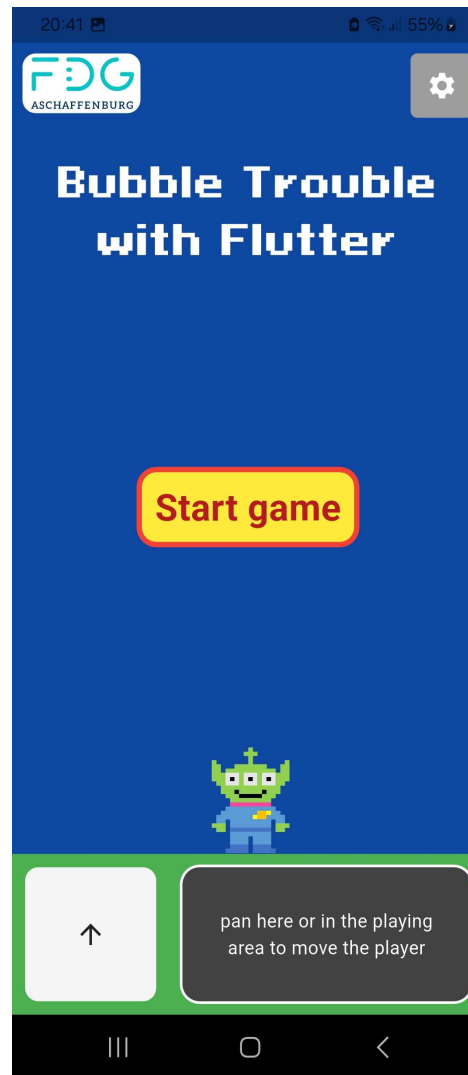 20:41
55%
FDG
ASCHAFFENBURG
Bubble Trouble
with Flutter
Start game
pan here or in the playing
area to move the player